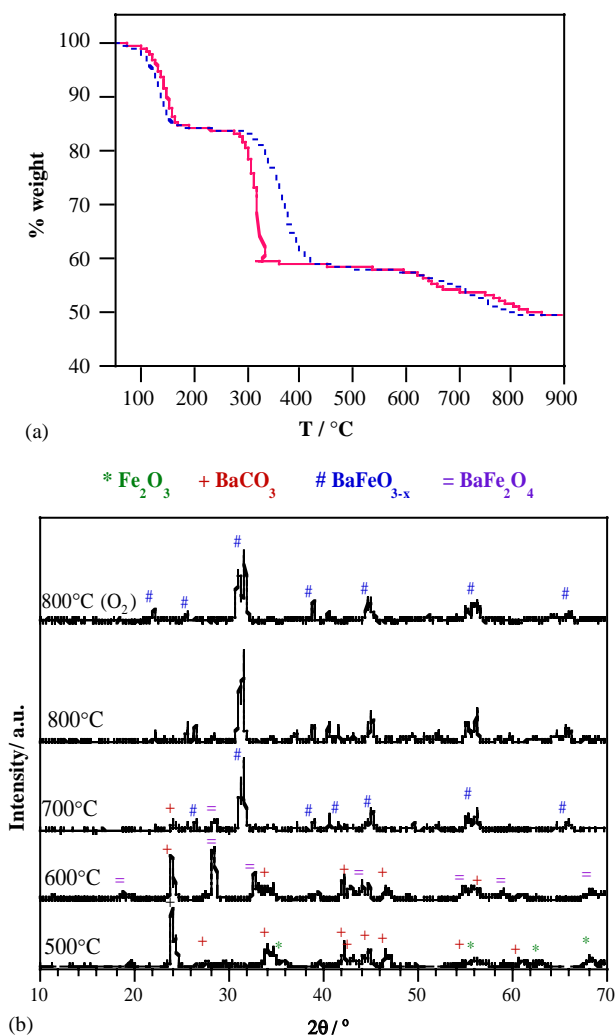 100
90
80
70
60
50
40
% weight
100 200 300 400 500 600 700 800 900
T / °C
(a)
* Fe₂O₃ + BaCO₃ # BaFeO₃₋ₓ = BaFe₂O₄
#
800°C (O₂) # # # # # #
800°C
#
700°C + # = # # # # #
+ =
600°C = = + + = + = + = =
500°C + + * + + + + + * + * *
Intensity/ a.u.
10 20 30 40 50 60 70
2θ / °
(b)